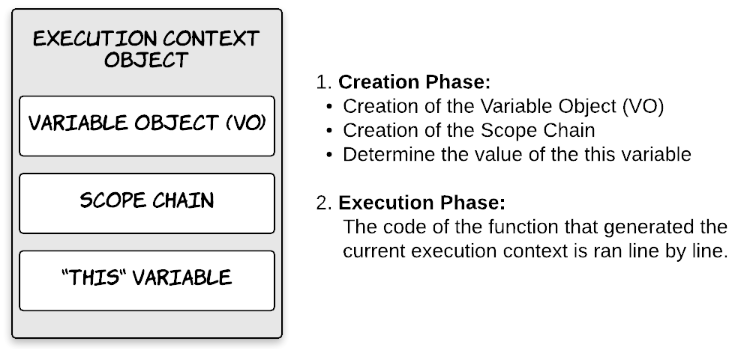 EXECUTION CONTEXT
OBJECT
VARIABLE OBJECT (VO)
SCOPE CHAIN
"THIS" VARIABLE
1. Creation Phase:
• Creation of the Variable Object (VO)
• Creation of the Scope Chain
• Determine the value of the this variable
2. Execution Phase:
The code of the function that generated the
current execution context is ran line by line.